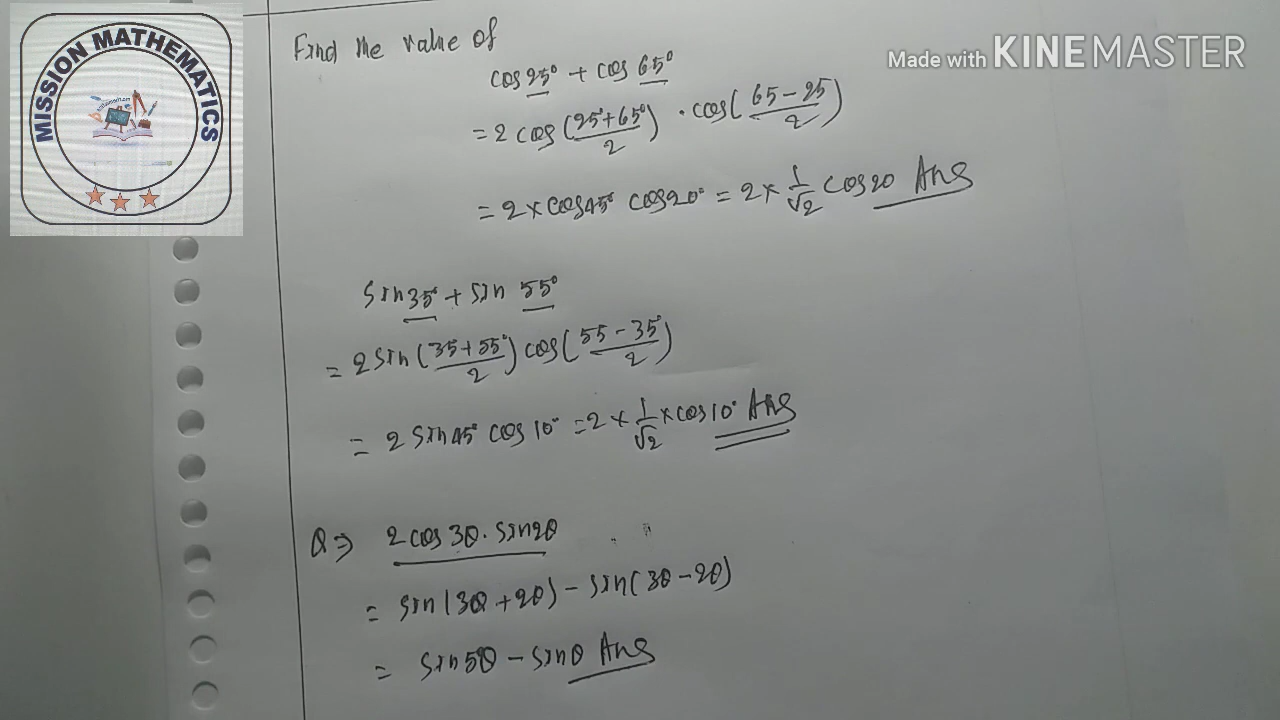 MISSION MATHEMATICS
Made with KINEMASTER
Find the value of
cos 25° + cos 65°
= 2 cos (25°+65°/2) · cos (65-25/2)
= 2 × cos 45° cos 20° = 2 × 1/√2 cos 20 Ans
sin 35° + sin 55°
= 2 sin (35+55°/2) cos (55-35°/2)
= 2 sin 45° cos 10° = 2 × 1/√2 × cos 10° Ans
Q ⇒ 2 cos 3θ · sin 2θ
= sin (3θ + 2θ) - sin (3θ - 2θ)
= sin 5θ - sin θ Ans